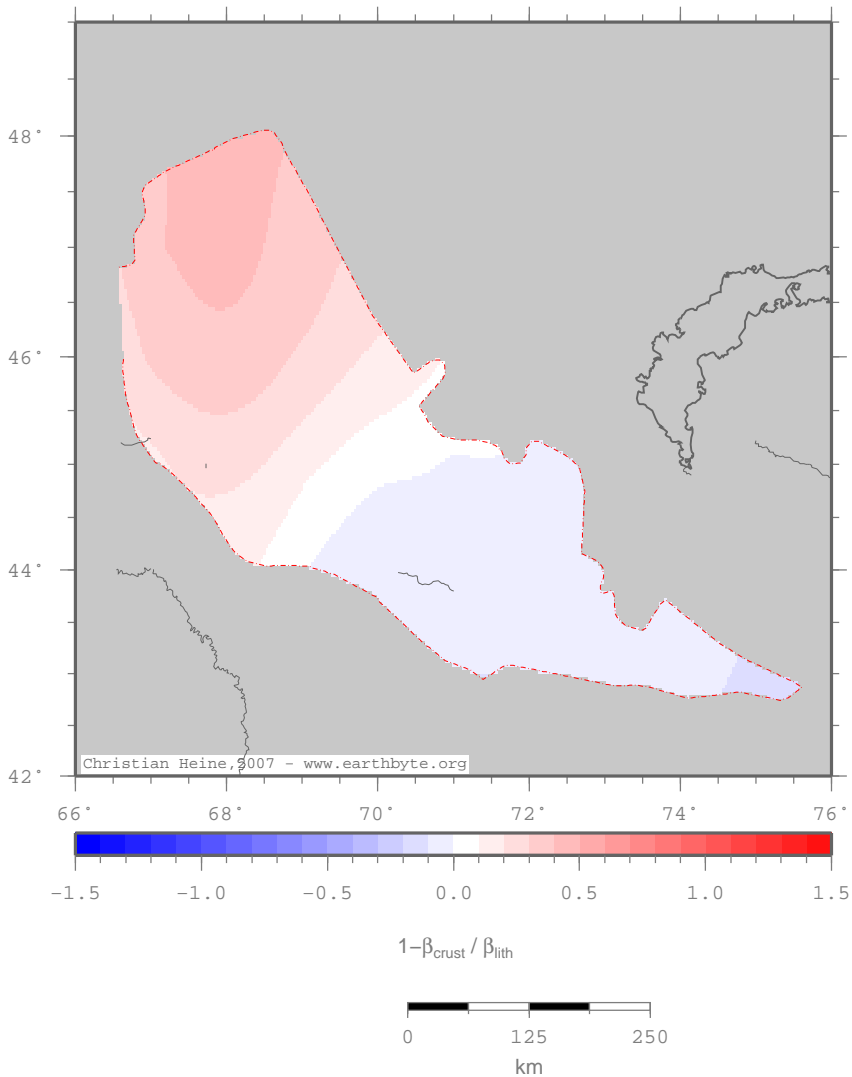 48°
46°
44°
42°
Christian Heine,2007 - www.earthbyte.org
66° 68° 70° 72° 74° 76°
−1.5 −1.0 −0.5 0.0 0.5 1.0 1.5
1−βcrust / βlith
0 125 250
km